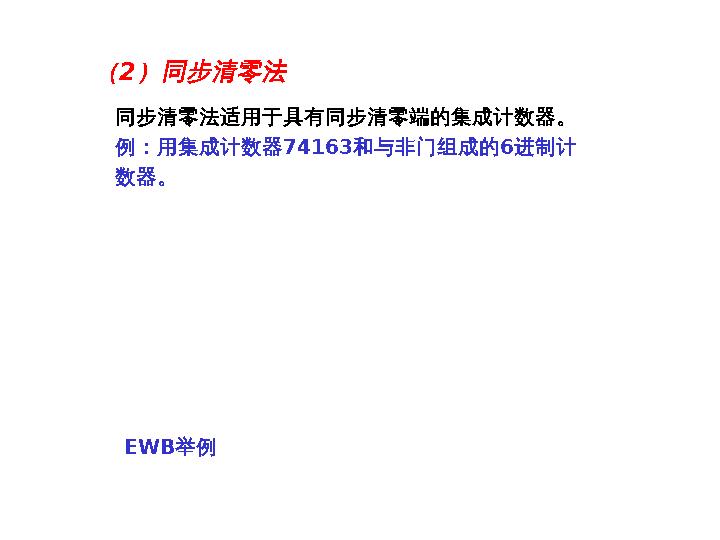 （2）同步清零法
同步清零法适用于具有同步清零端的集成计数器。
例：用集成计数器74163和与非门组成的6进制计
数器。
EWB举例